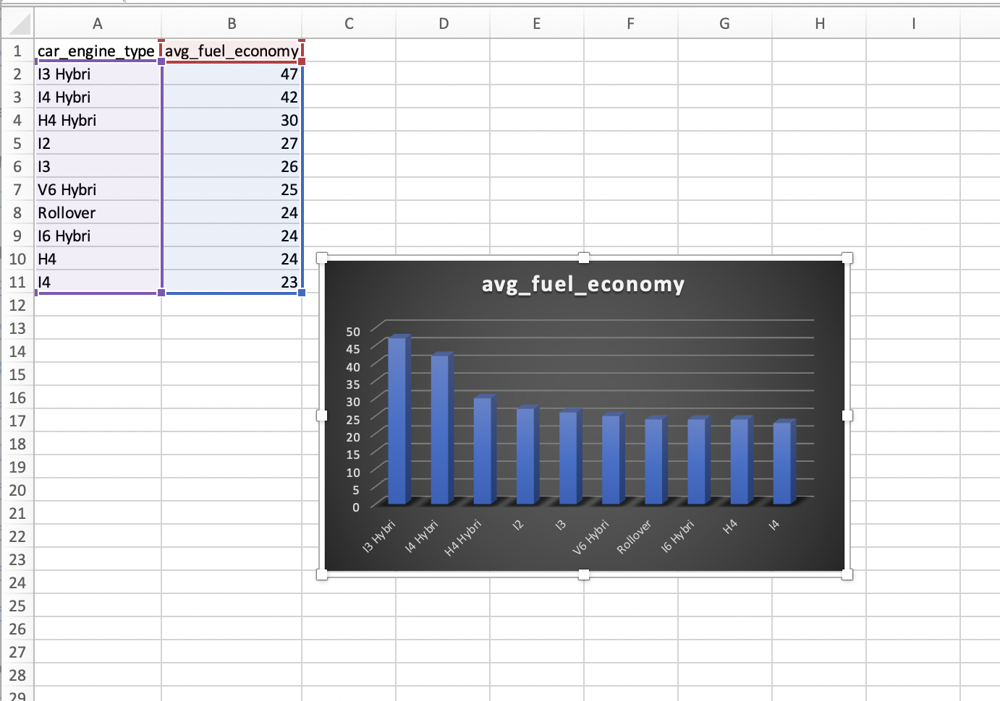 A B C D E F G H I
1 car_engine_type avg_fuel_economy
2 I3 Hybri 47
3 I4 Hybri 42
4 H4 Hybri 30
5 I2 27
6 I3 26
7 V6 Hybri 25
8 Rollover 24
9 I6 Hybri 24
10 H4 24
11 I4 23
12
13
14
15
16
17
18
19
20
21
22
23
24
25
26
27
28
29
avg_fuel_economy
50
45
40
35
30
25
20
15
10
5
0
I3 Hybri I4 Hybri H4 Hybri I2 I3 V6 Hybri Rollover I6 Hybri H4 I4